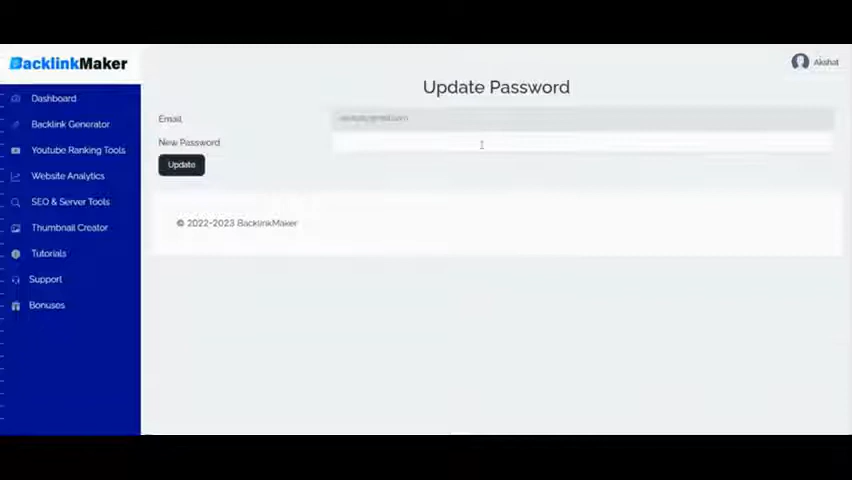 BacklinkMaker
Akshat
Dashboard
Backlink Generator
Youtube Ranking Tools
Website Analytics
SEO & Server Tools
Thumbnail Creator
Tutorials
Support
Bonuses
Update Password
Email
New Password
Update
© 2022-2023 BacklinkMaker